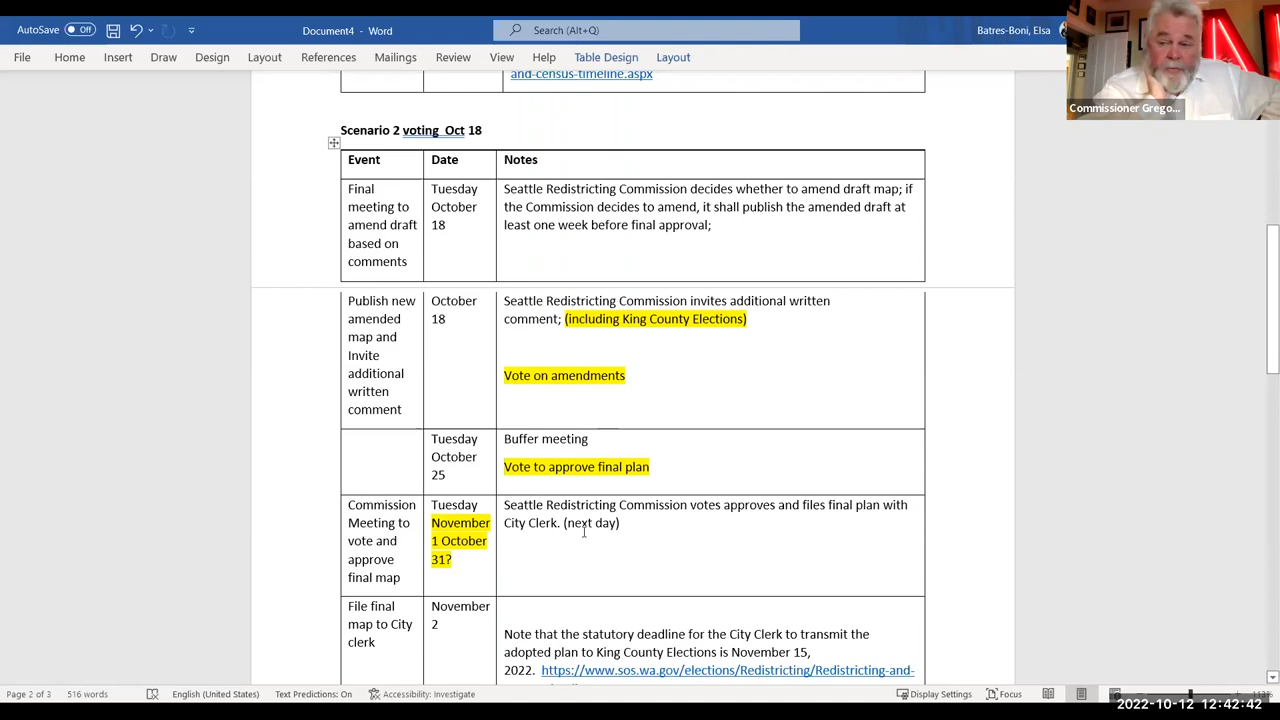 AutoSave Off
Document4 - Word
Search (Alt+Q)
Batres-Boni, Elsa
File Home Insert Draw Design Layout References Mailings Review View Help Table Design Layout
Commissioner Grego...
and-census-timeline.aspx
Scenario 2 voting Oct 18
Event Date Notes
Final
meeting to
amend draft
based on
comments
Tuesday
October
18
Seattle Redistricting Commission decides whether to amend draft map; if
the Commission decides to amend, it shall publish the amended draft at
least one week before final approval;
Publish new
amended
map and
Invite
additional
written
comment
October
18
Seattle Redistricting Commission invites additional written
comment; (including King County Elections)
Vote on amendments
Tuesday
October
25
Buffer meeting
Vote to approve final plan
Commission
Meeting to
vote and
approve
final map
Tuesday
November
1 October
31?
Seattle Redistricting Commission votes approves and files final plan with
City Clerk. (next day)
File final
map to City
clerk
November
2
Note that the statutory deadline for the City Clerk to transmit the
adopted plan to King County Elections is November 15,
2022. https://www.sos.wa.gov/elections/Redistricting/Redistricting-and-
Page 2 of 3 516 words English (United States) Text Predictions: On Accessibility: Investigate Display Settings Focus
2022-10-12 12:42:42